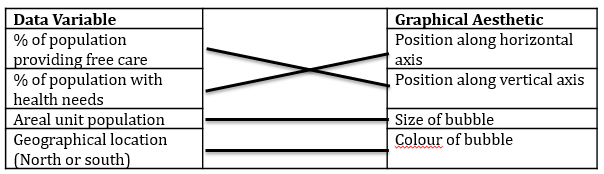 Data Variable
Graphical Aesthetic
% of population
providing free care
Position along horizontal
axis
% of population with
health needs
Position along vertical axis
Areal unit population
Size of bubble
Geographical location
(North or south)
Colour of bubble